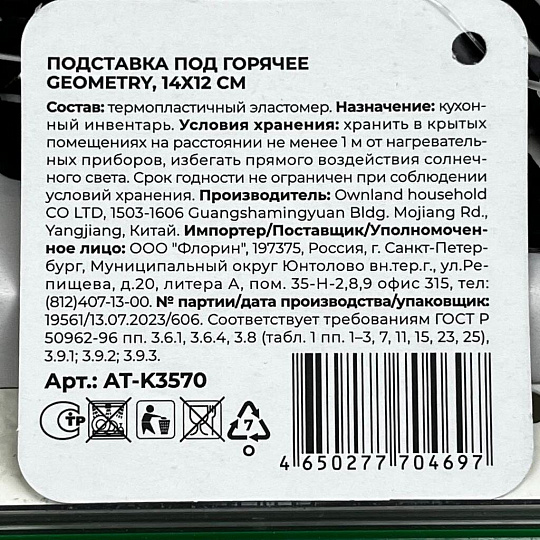 ПОДСТАВКА ПОД ГОРЯЧЕЕ
GEOMETRY, 14X12 СМ
Состав: термопластичный эластомер. Назначение: кухон-
ный инвентарь. Условия хранения: хранить в крытых
помещениях на расстоянии не менее 1 м от нагреватель-
ных приборов, избегать прямого воздействия солнеч-
ного света. Срок годности не ограничен при соблюдении
условий хранения. Производитель: Ownland household
CO LTD, 1503-1606 Guangshamingyuan Bldg. Mojiang Rd.,
Yangjiang, Китай. Импортер/Поставщик/Уполномочен-
ное лицо: ООО "Флорин", 197375, Россия, г. Санкт-Петер-
бург, Муниципальный округ Юнтолово вн.тер.г., ул.Ре-
пищева, д.20, литера А, пом. 35-Н-2,8,9 офис 315, тел:
(812)407-13-00. № партии/дата производства/упаковщик:
19561/13.07.2023/606. Соответствует требованиям ГОСТ Р
50962-96 пп. 3.6.1, 3.6.4, 3.8 (табл. 1 пп. 1–3, 7, 11, 15, 23, 25),
3.9.1; 3.9.2; 3.9.3.
Арт.: АТ-К3570
СТР
7
4 650277 704697